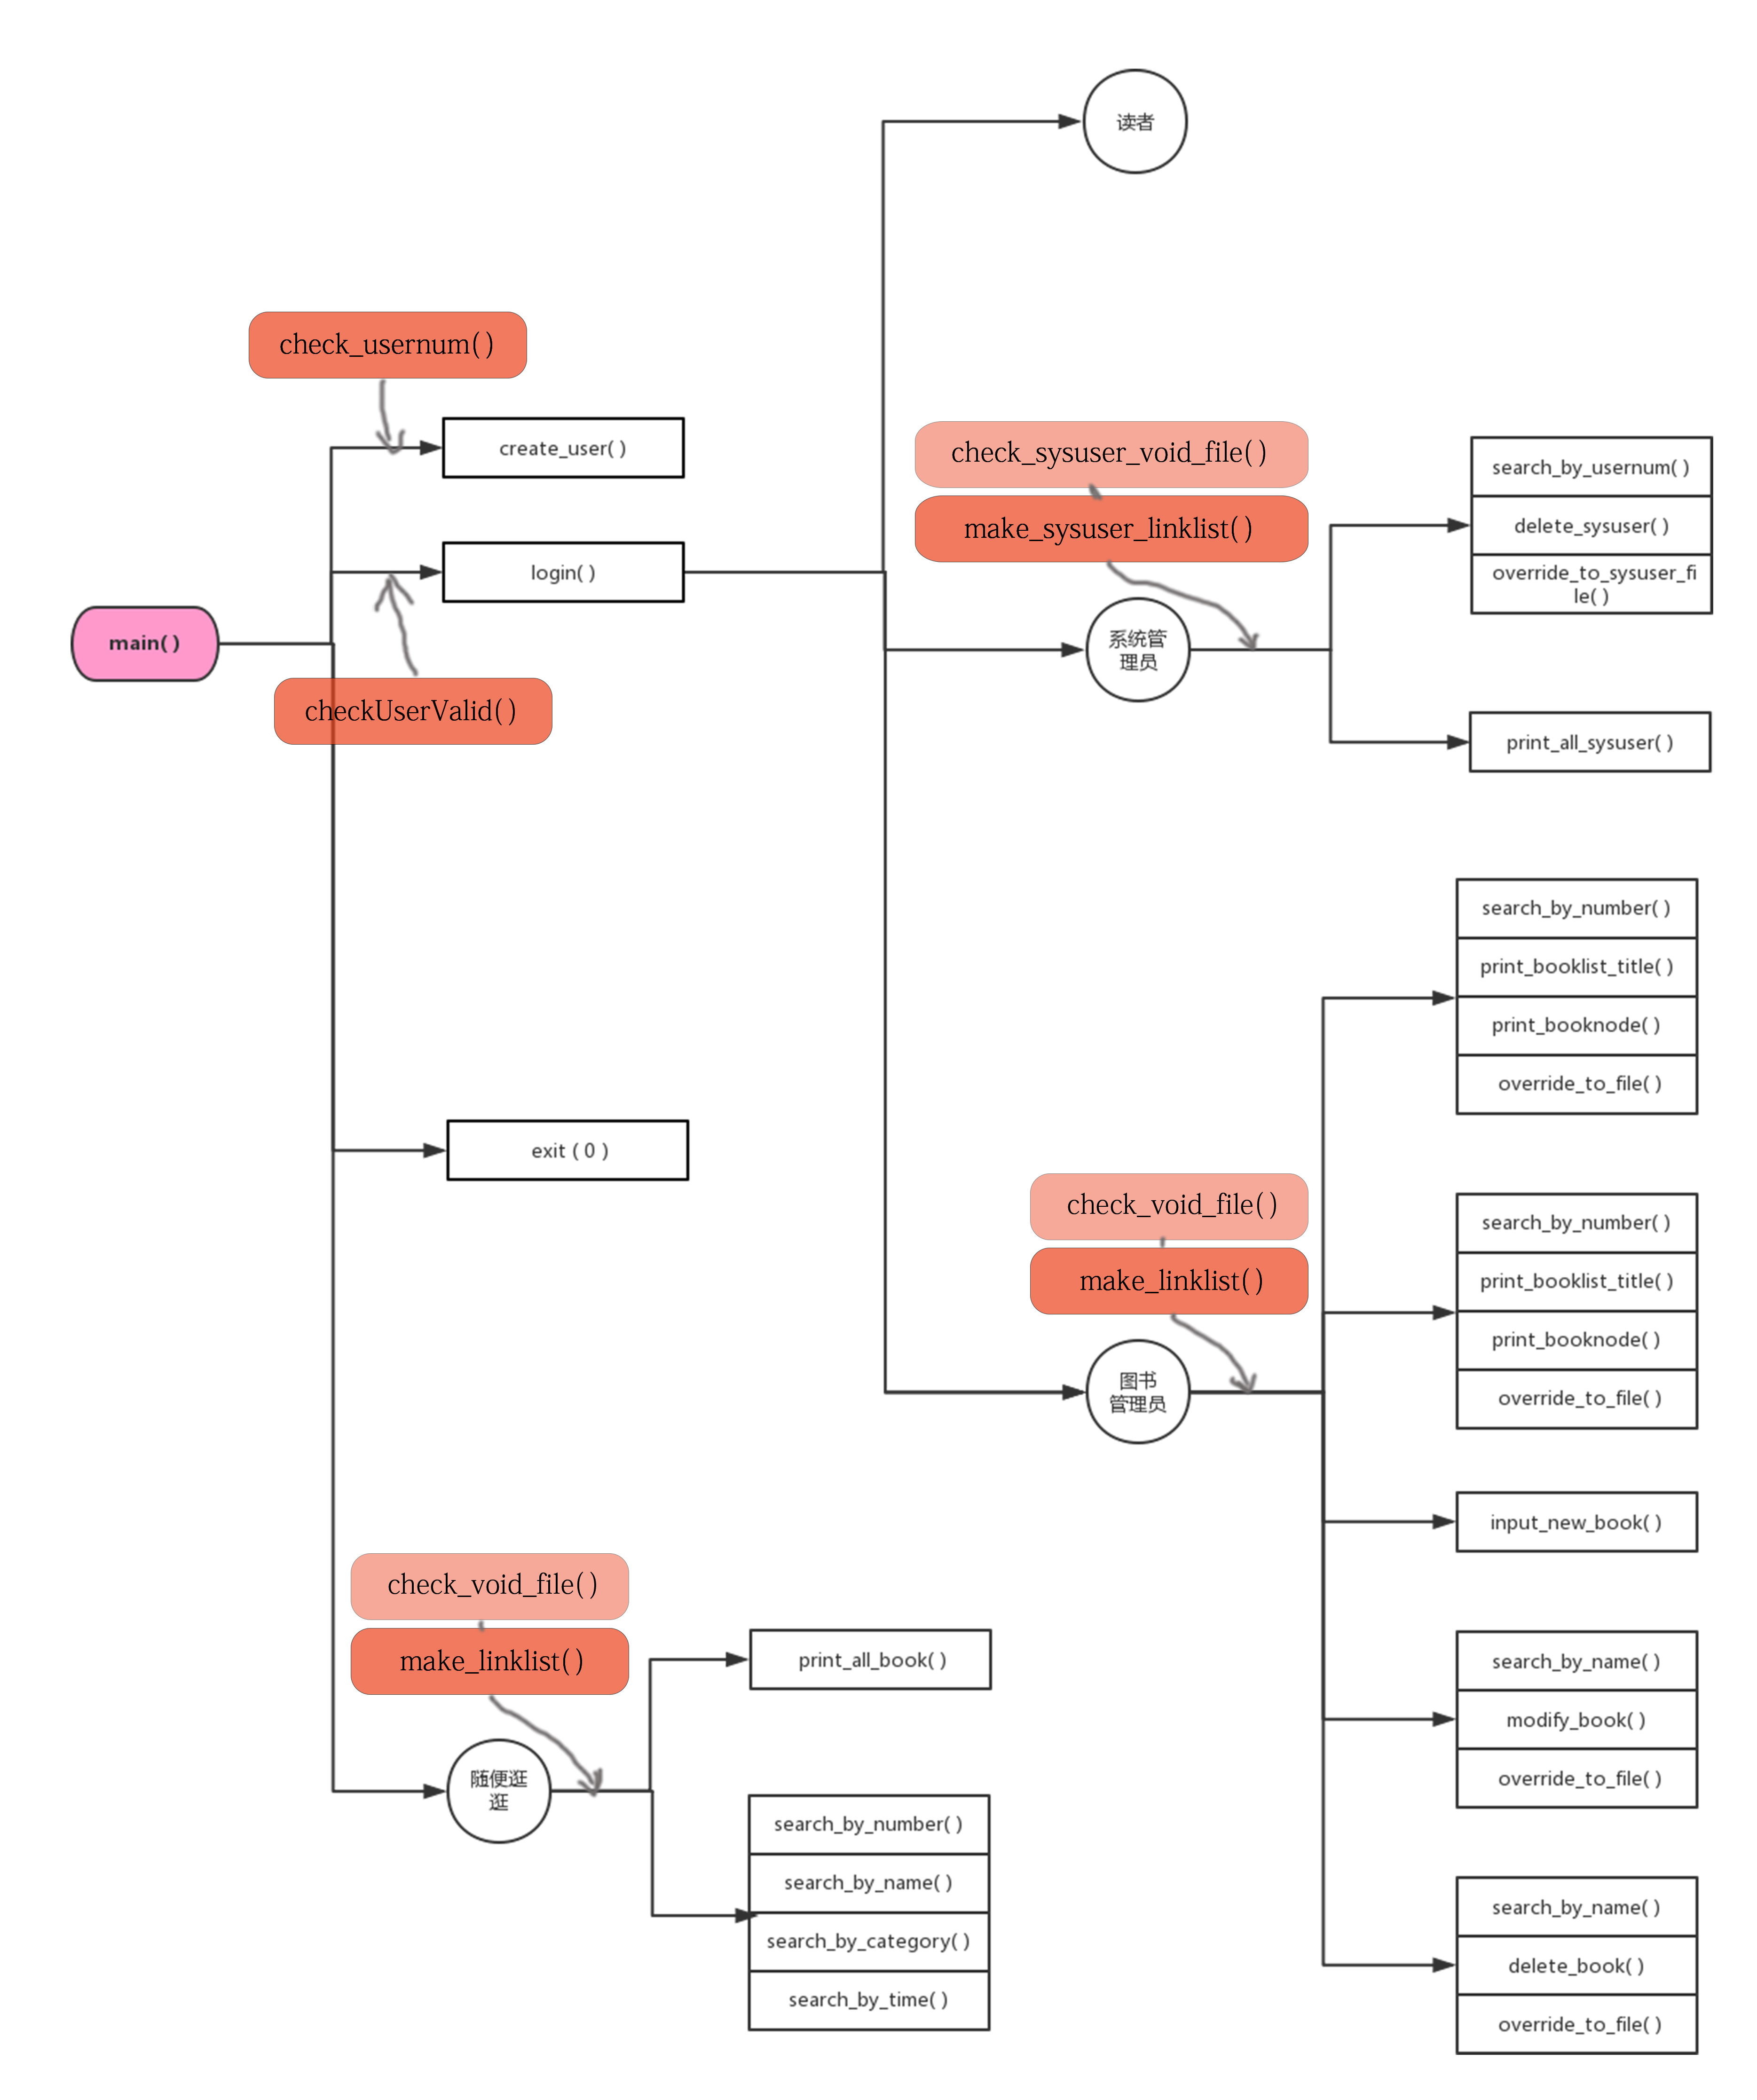 读者
check_usernum()
create_user( )
login( )
main( )
checkUserValid()
check_sysuser_void_file()
make_sysuser_linklist()
系统管
理员
search_by_usernum( )
delete_sysuser( )
override_to_sysuser_fi
le( )
print_all_sysuser( )
exit ( 0 )
check_void_file()
make_linklist()
图书
管理员
search_by_number( )
print_booklist_title( )
print_booknode( )
override_to_file( )
search_by_number( )
print_booklist_title( )
print_booknode( )
override_to_file( )
input_new_book( )
search_by_name( )
modify_book( )
override_to_file( )
search_by_name( )
delete_book( )
override_to_file( )
check_void_file()
make_linklist()
随便逛
逛
print_all_book( )
search_by_number( )
search_by_name( )
search_by_category( )
search_by_time( )